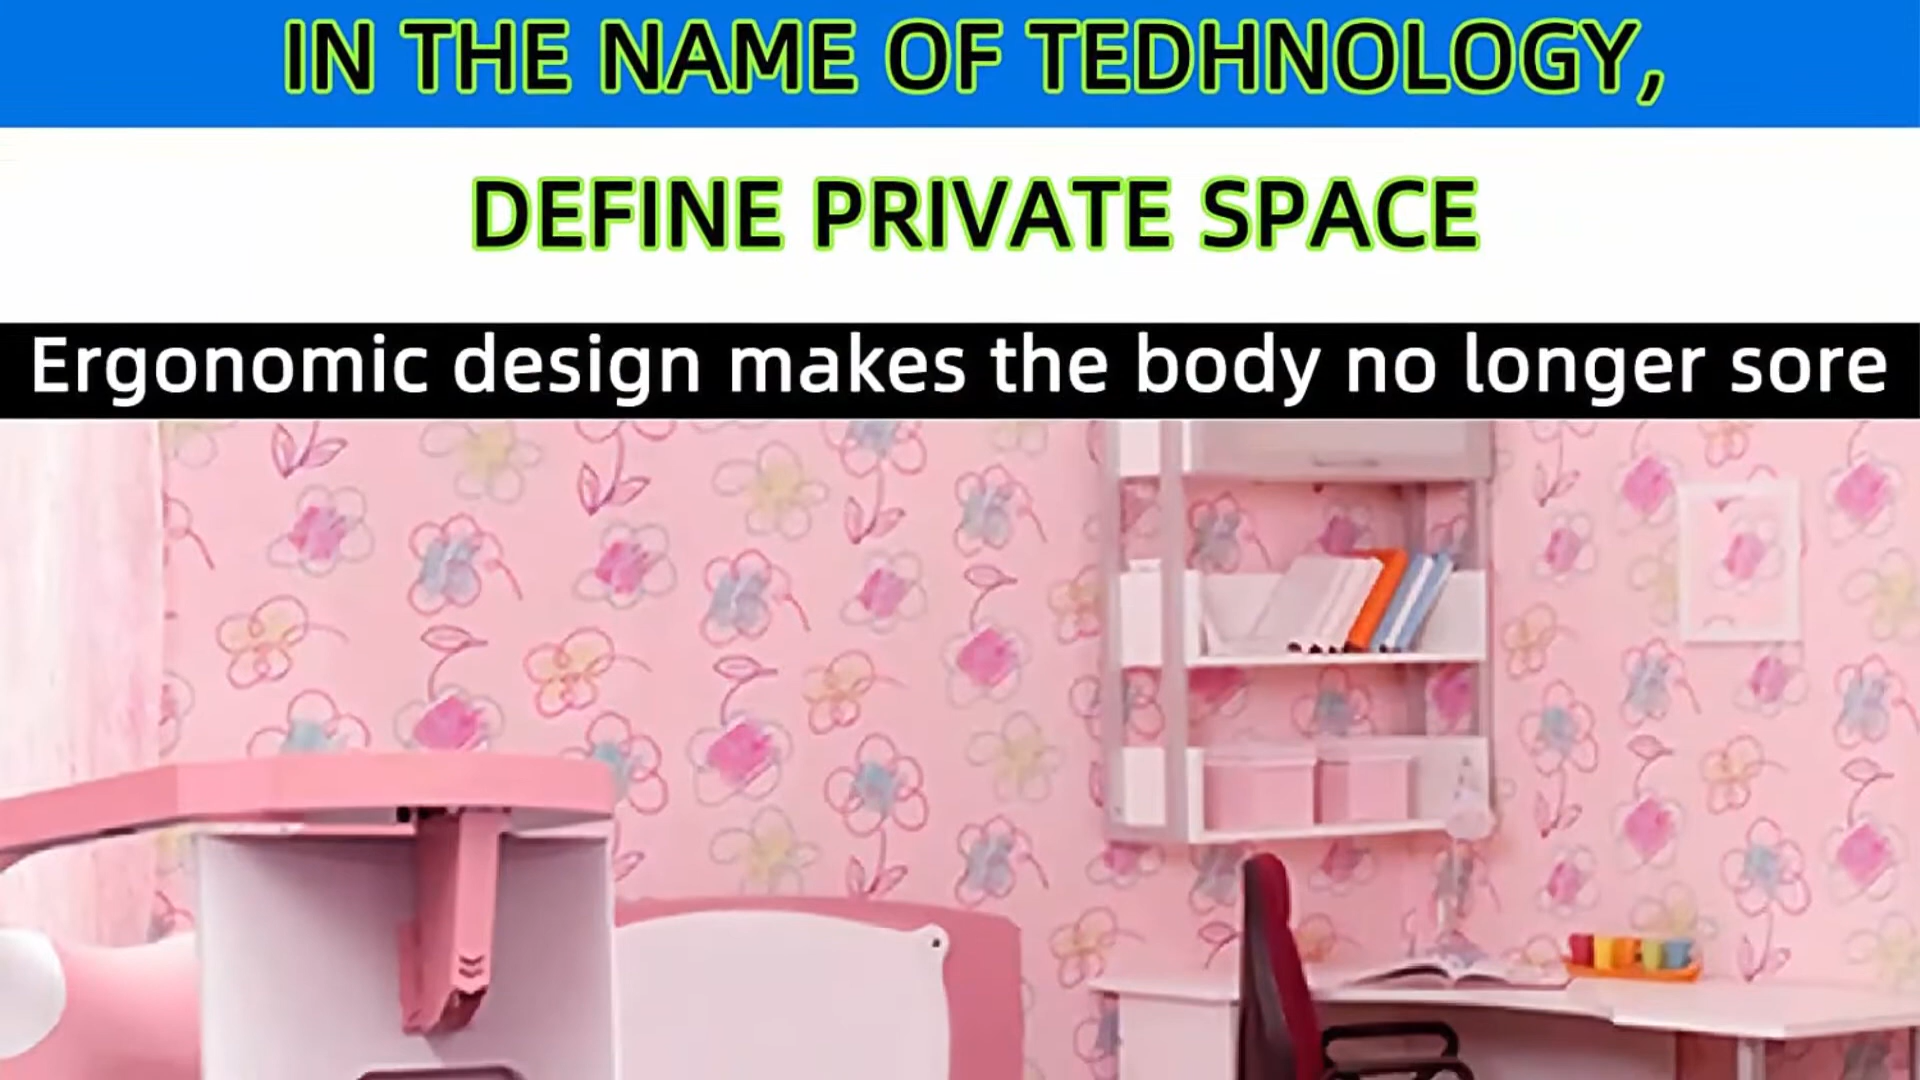 IN THE NAME OF TEDHNOLOGY,
DEFINE PRIVATE SPACE
Ergonomic design makes the body no longer sore